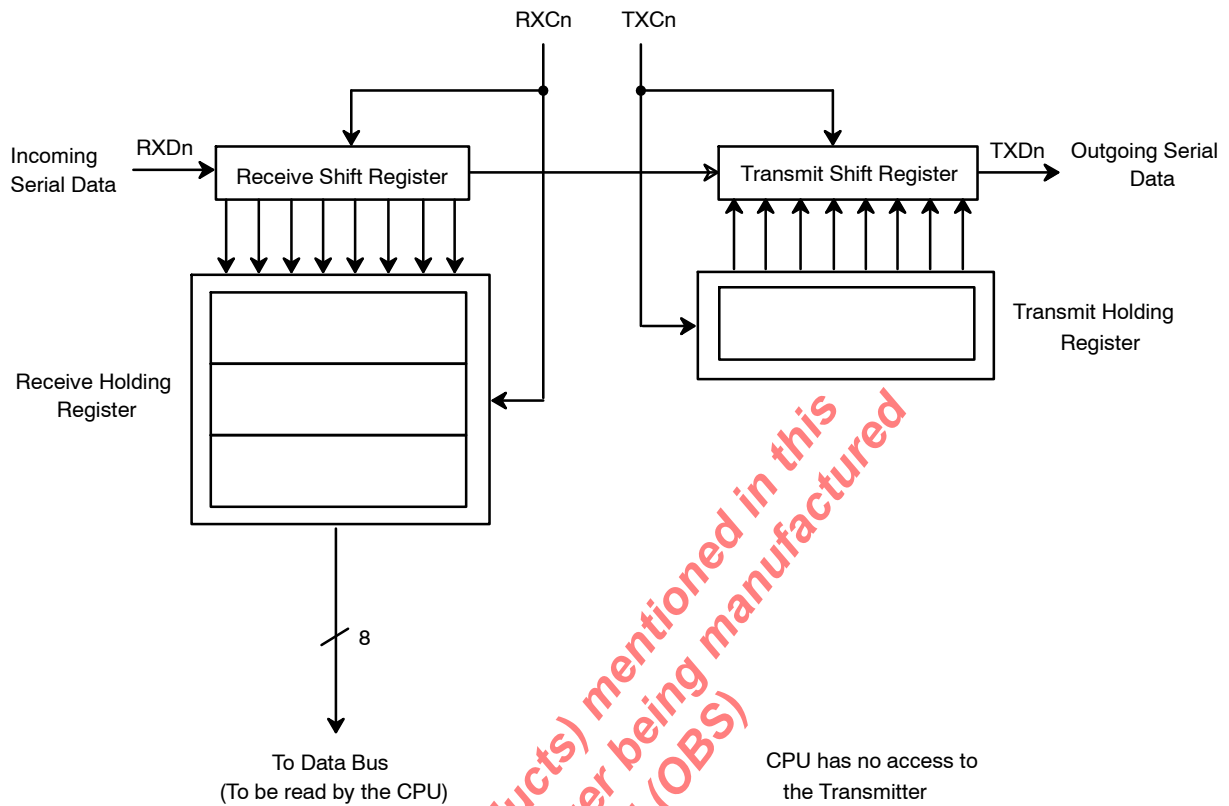 RXCn
TXCn
RXDn
Incoming
Serial Data
Receive Shift Register
Transmit Shift Register
TXDn
Outgoing Serial
Data
Transmit Holding
Register
Receive Holding
Register
8
To Data Bus
(To be read by the CPU)
CPU has no access to
the Transmitter
mentioned in this
being manufactured
(OBS)